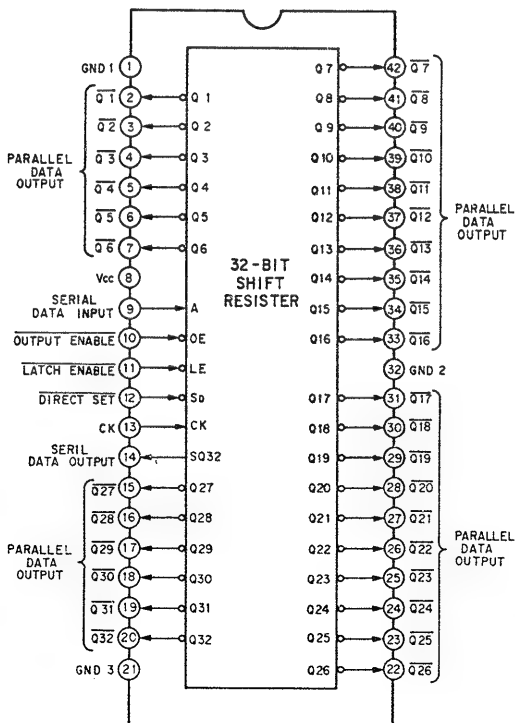 GND 1 1
Q1 2 Q 1
Q2 3 Q 2
Q3 4 Q3
Q4 5 Q4
Q5 6 Q5
Q6 7 Q6
PARALLEL
DATA
OUTPUT
Vcc 8
SERIAL
DATA INPUT 9 A
OUTPUT ENABLE 10 OE
LATCH ENABLE 11 LE
DIRECT SET 12 SD
CK 13 CK
SERIL
DATA OUTPUT 14 SQ32
Q27 15 Q27
Q28 16 Q28
Q29 17 Q29
Q30 18 Q30
Q31 19 Q31
Q32 20 Q32
PARALLEL
DATA
OUTPUT
GND 3 21
32-BIT
SHIFT
RESISTER
Q7 42 Q7
Q8 41 Q8
Q9 40 Q9
Q10 39 Q10
Q11 38 Q11
Q12 37 Q12
Q13 36 Q13
Q14 35 Q14
Q15 34 Q15
Q16 33 Q16
PARALLEL
DATA
OUTPUT
32 GND 2
Q17 31 Q17
Q18 30 Q18
Q19 29 Q19
Q20 28 Q20
Q21 27 Q21
Q22 26 Q22
Q23 25 Q23
Q24 24 Q24
Q25 23 Q25
Q26 22 Q26
PARALLEL
DATA
OUTPUT